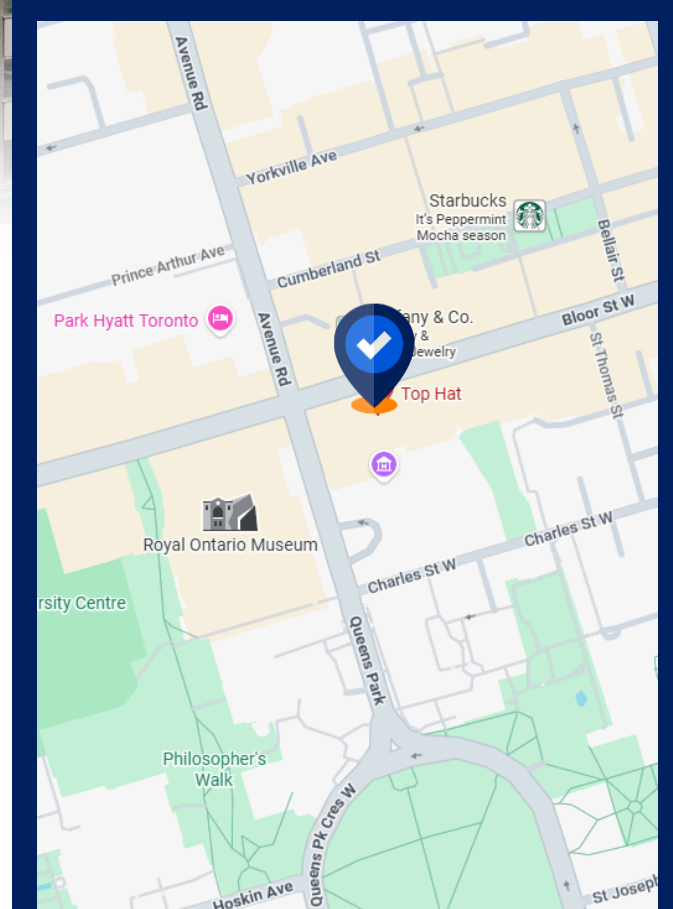 Avenue Rd
Yorkville Ave
Starbucks
It's Peppermint
Mocha season
Bellair St
Prince Arthur Ave
Cumberland St
Park Hyatt Toronto
Avenue Rd
any & Co.
y &
Jewelry
Bloor St W
St Thomas St
Top Hat
Royal Ontario Museum
Charles St W
Charles St W
rsity Centre
Queens Park
Philosopher's
Walk
Queens Pk Cres W
Hoskin Ave
St Joseph